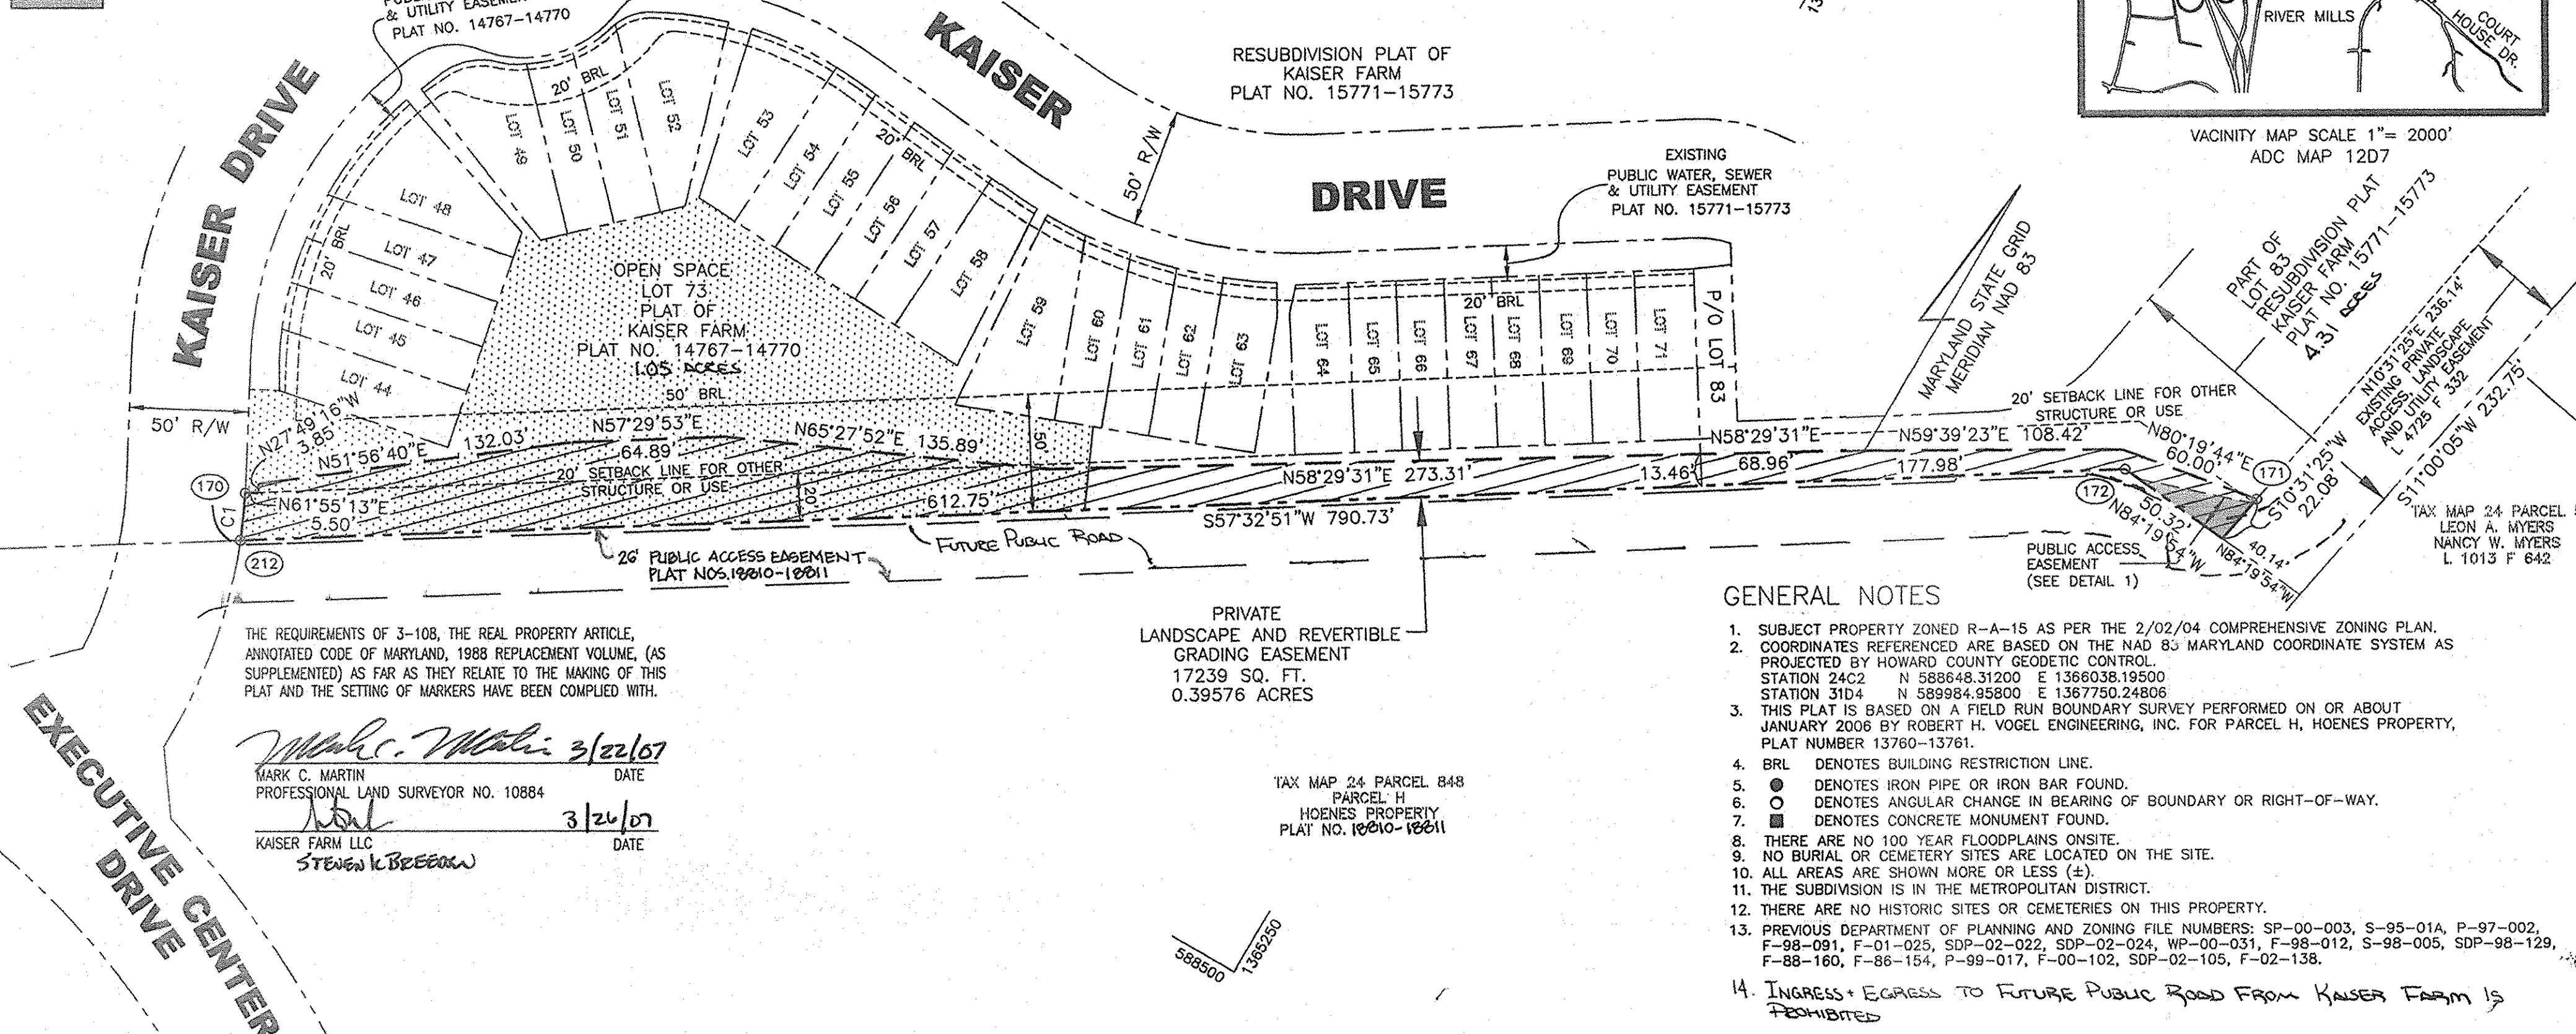 & UTILITY EASEMEN
PLAT NO. 14767-14770
KAISER DRIVE
KAISER
DRIVE
RESUBDIVISION PLAT OF
KAISER FARM
PLAT NO. 15771-15773
50' R/W
RIVER MILLS
COURT
HOUSE DR.
VACINITY MAP SCALE 1"= 2000'
ADC MAP 12D7
EXISTING
PUBLIC WATER, SEWER
& UTILITY EASEMENT
PLAT NO. 15771-15773
20' BRL
LOT 49
LOT 50
LOT 51
LOT 52
LOT 53
LOT 54
LOT 55
LOT 56
LOT 57
LOT 58
20' BRL
LOT 59
LOT 60
LOT 61
LOT 62
LOT 63
LOT 64
LOT 65
LOT 66
LOT 67
LOT 68
LOT 69
LOT 70
LOT 71
20' BRL
P/O LOT 83
LOT 48
LOT 47
LOT 46
LOT 45
LOT 44
20' BRL
OPEN SPACE
LOT 73
PLAT OF
KAISER FARM
PLAT NO. 14767-14770
1.05 ACRES
50' BRL
50' R/W
MARYLAND STATE GRID
MERIDIAN NAD 83
PART OF
LOT 83
RESUBDIVISION PLAT
KAISER FARM
PLAT NO. 15771-15773
4.31 ACRES
N10°31'25"E 236.14'
EXISTING PRIVATE
ACCESS, LANDSCAPE
AND UTILITY EASEMENT
L 4725 F 332
S11°00'05"W 232.75'
20' SETBACK LINE FOR OTHER
STRUCTURE OR USE
N27°49'16"W
3.85'
N51°56'40"E 132.03'
N57°29'53"E
64.89'
N65°27'52"E 135.89'
50'
N58°29'31"E
68.96'
N59°39'23"E 108.42'
N80°19'44"E
60.00'
S10°31'25"W
22.08'
170
171
172
212
C1
20' SETBACK LINE FOR OTHER
STRUCTURE OR USE
20'
N61°55'13"E
5.50'
612.75'
N58°29'31"E 273.31'
13.46'
177.98'
S57°32'51"W 790.73'
50.32'
N84°19'54"W
40.14'
N84°19'54"W
FUTURE PUBLIC ROAD
26' PUBLIC ACCESS EASEMENT
PLAT NOS. 18810-18811
PUBLIC ACCESS
EASEMENT
(SEE DETAIL 1)
TAX MAP 24 PARCEL
LEON A. MYERS
NANCY W. MYERS
L 1013 F 642
PRIVATE
LANDSCAPE AND REVERTIBLE
GRADING EASEMENT
17239 SQ. FT.
0.39576 ACRES
THE REQUIREMENTS OF 3-108, THE REAL PROPERTY ARTICLE,
ANNOTATED CODE OF MARYLAND, 1988 REPLACEMENT VOLUME, (AS
SUPPLEMENTED) AS FAR AS THEY RELATE TO THE MAKING OF THIS
PLAT AND THE SETTING OF MARKERS HAVE BEEN COMPLIED WITH.
Mark C. Martin 3/22/07
MARK C. MARTIN DATE
PROFESSIONAL LAND SURVEYOR NO. 10884
3/26/07
KAISER FARM LLC DATE
STEVEN K BREEDEN
EXECUTIVE CENTER
DRIVE
TAX MAP 24 PARCEL 848
PARCEL H
HOENES PROPERTY
PLAT NO. 18810-18811
588500
1365250
GENERAL NOTES
1. SUBJECT PROPERTY ZONED R-A-15 AS PER THE 2/02/04 COMPREHENSIVE ZONING PLAN.
2. COORDINATES REFERENCED ARE BASED ON THE NAD 83 MARYLAND COORDINATE SYSTEM AS
PROJECTED BY HOWARD COUNTY GEODETIC CONTROL.
STATION 24C2 N 588648.31200 E 1366038.19500
STATION 31D4 N 589984.95800 E 1367750.24806
3. THIS PLAT IS BASED ON A FIELD RUN BOUNDARY SURVEY PERFORMED ON OR ABOUT
JANUARY 2006 BY ROBERT H. VOGEL ENGINEERING, INC. FOR PARCEL H, HOENES PROPERTY,
PLAT NUMBER 13760-13761.
4. BRL DENOTES BUILDING RESTRICTION LINE.
5. DENOTES IRON PIPE OR IRON BAR FOUND.
6. DENOTES ANGULAR CHANGE IN BEARING OF BOUNDARY OR RIGHT-OF-WAY.
7. DENOTES CONCRETE MONUMENT FOUND.
8. THERE ARE NO 100 YEAR FLOODPLAINS ONSITE.
9. NO BURIAL OR CEMETERY SITES ARE LOCATED ON THE SITE.
10. ALL AREAS ARE SHOWN MORE OR LESS (±).
11. THE SUBDIVISION IS IN THE METROPOLITAN DISTRICT.
12. THERE ARE NO HISTORIC SITES OR CEMETERIES ON THIS PROPERTY.
13. PREVIOUS DEPARTMENT OF PLANNING AND ZONING FILE NUMBERS: SP-00-003, S-95-01A, P-97-002,
F-98-091, F-01-025, SDP-02-022, SDP-02-024, WP-00-031, F-98-012, S-98-005, SDP-98-129,
F-88-160, F-86-154, P-99-017, F-00-102, SDP-02-105, F-02-138.
14. INGRESS + EGRESS TO FUTURE PUBLIC ROAD FROM KAISER FARM IS
PROHIBITED